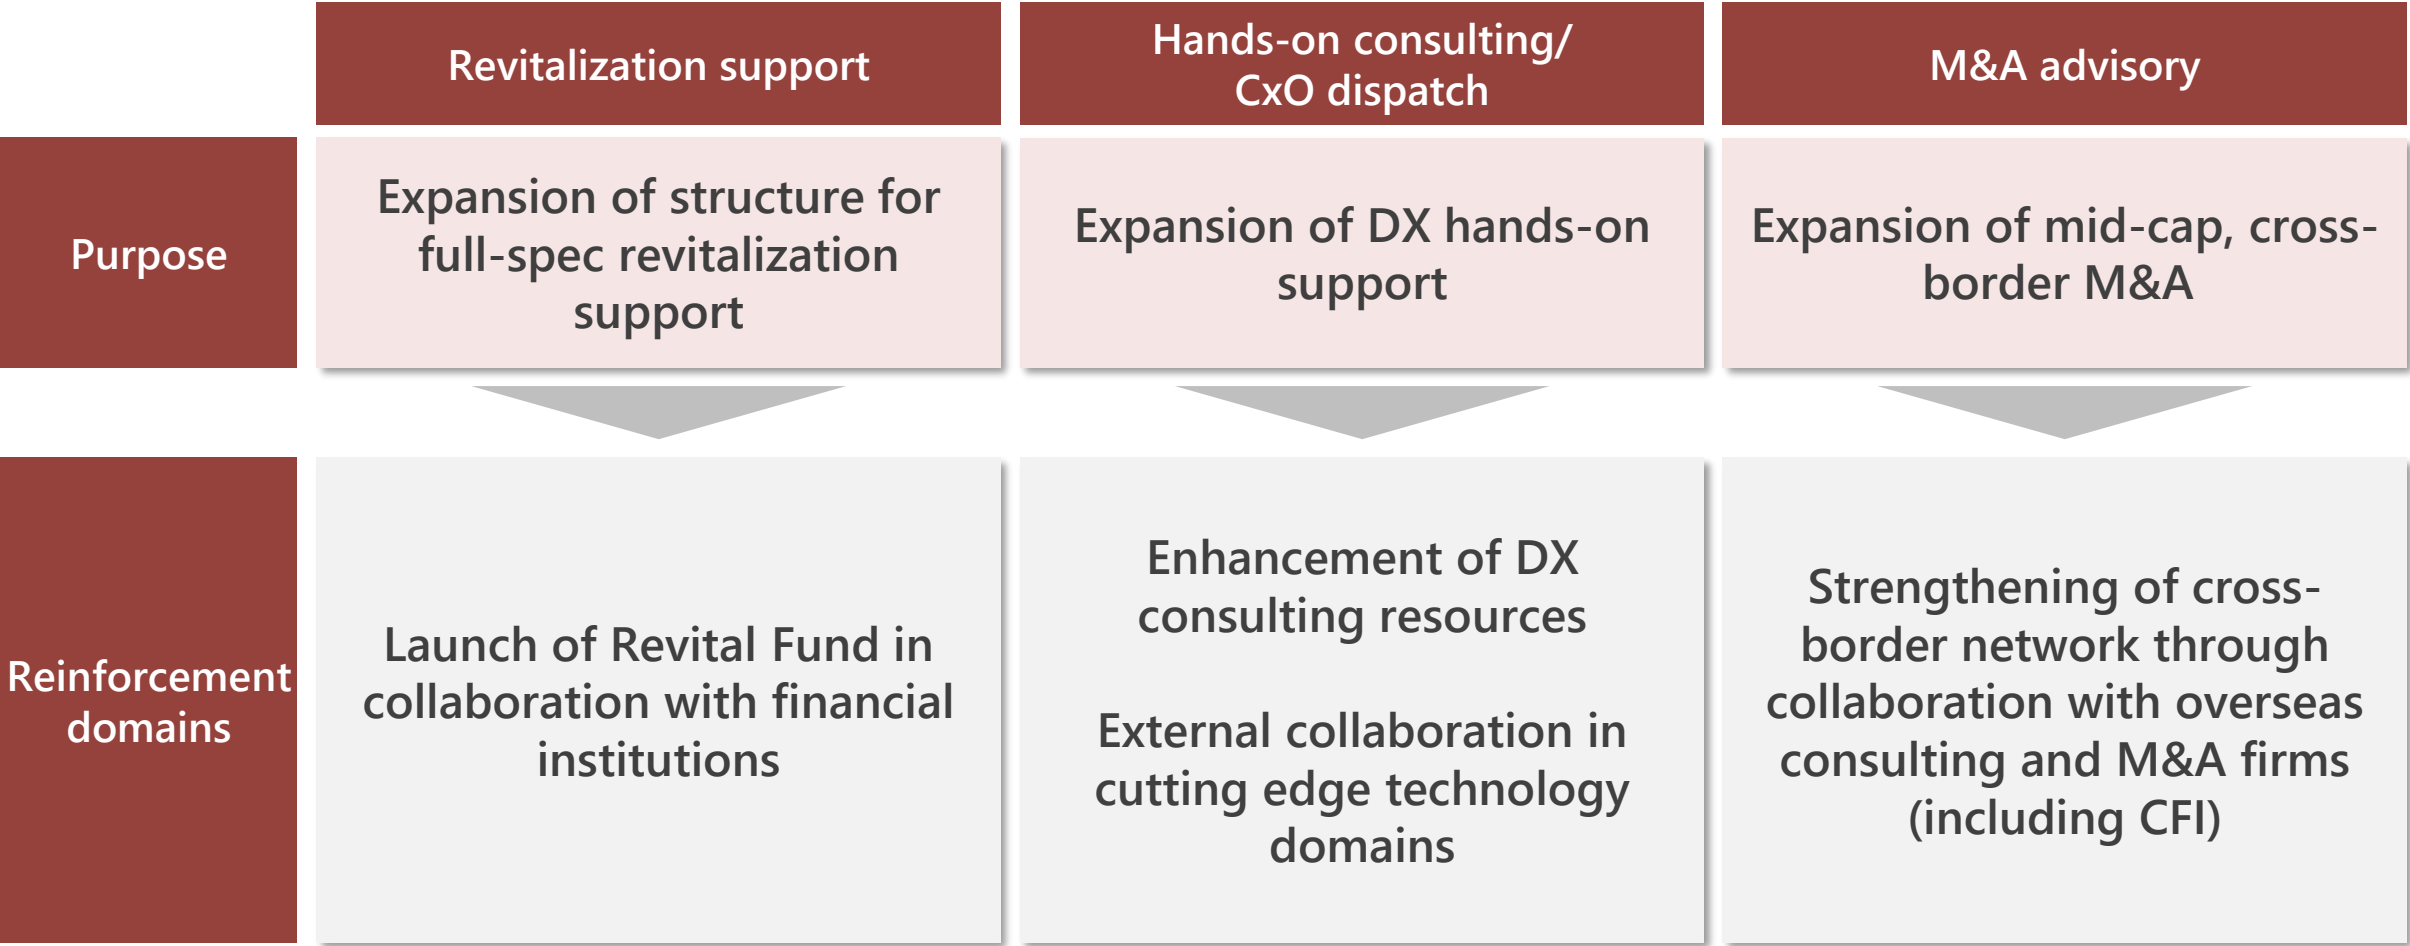 Revitalization support
Hands-on consulting/
CxO dispatch
M&A advisory
Purpose
Expansion of structure for
full-spec revitalization
support
Expansion of DX hands-on
support
Expansion of mid-cap, cross-
border M&A
Reinforcement
domains
Launch of Revital Fund in
collaboration with financial
institutions
Enhancement of DX
consulting resources
External collaboration in
cutting edge technology
domains
Strengthening of cross-
border network through
collaboration with overseas
consulting and M&A firms
(including CFI)